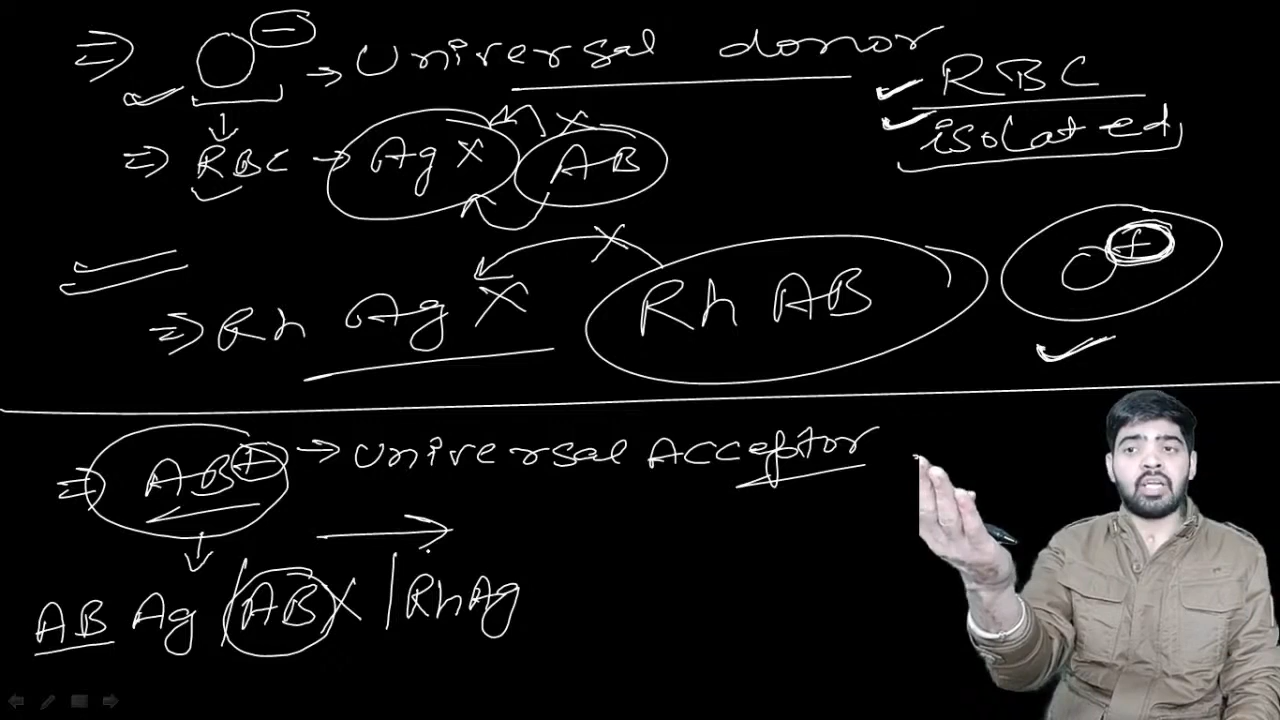 => O⁻ → Universal donor
RBC
isolated
=> RBC → Ag X AB
=> Rh Ag X Rh AB O⁺
=> AB⁺ → Universal Acceptor
AB Ag | AB X | Rh Ag